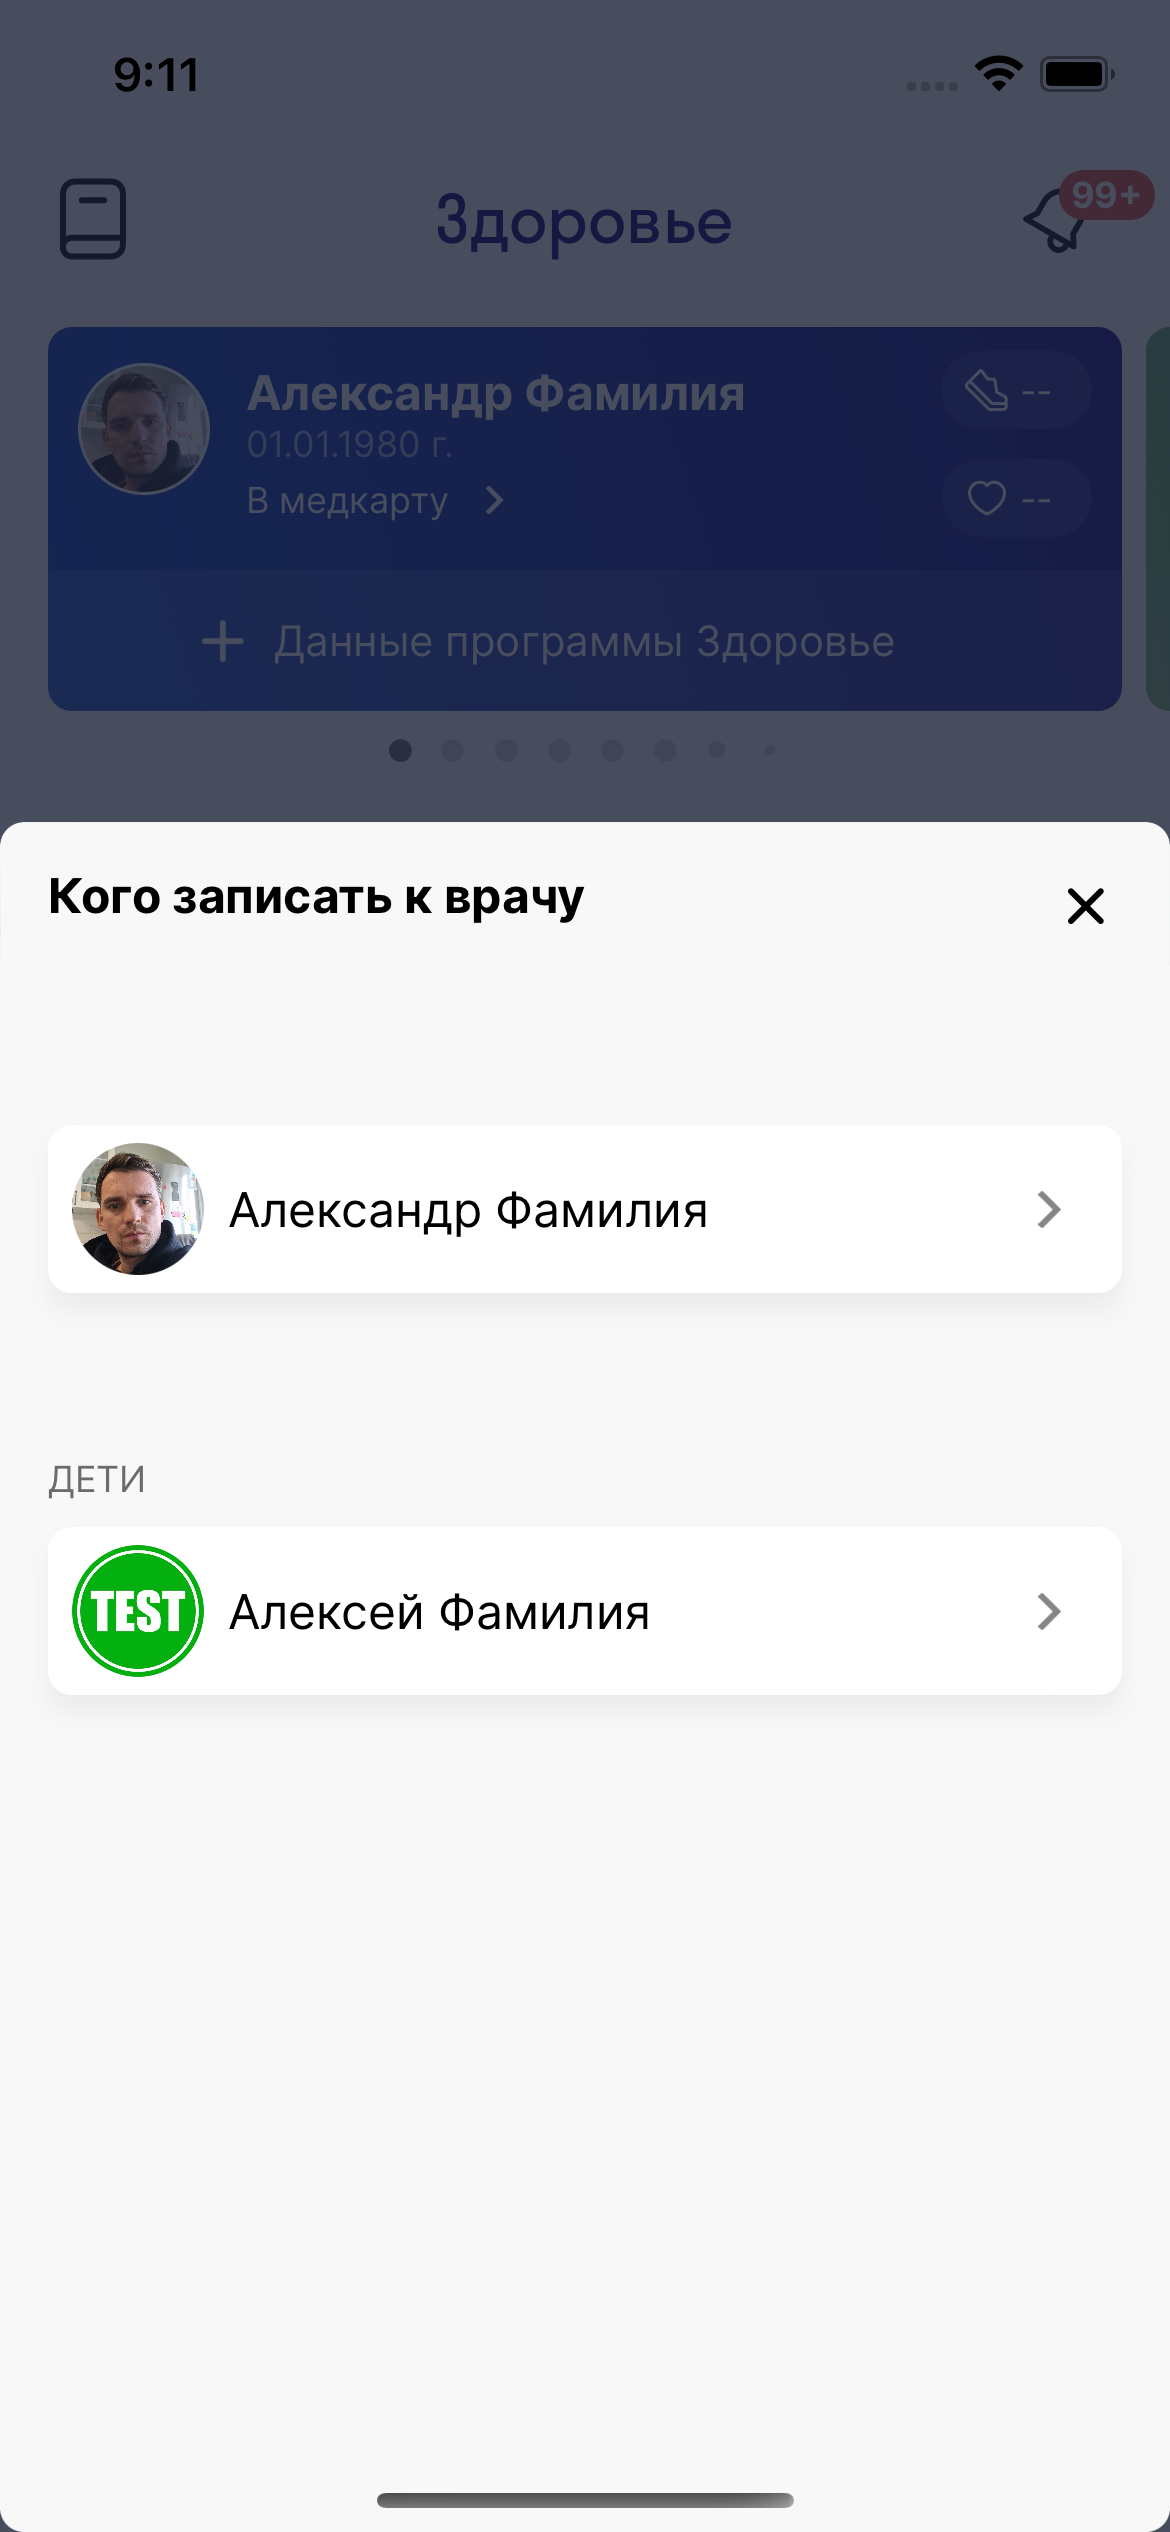 9:11
Здоровье
99+
Александр Фамилия
01.01.1980 г.
В медкарту
--
--
Данные программы Здоровье
Кого записать к врачу
Александр Фамилия
ДЕТИ
TEST
Алексей Фамилия